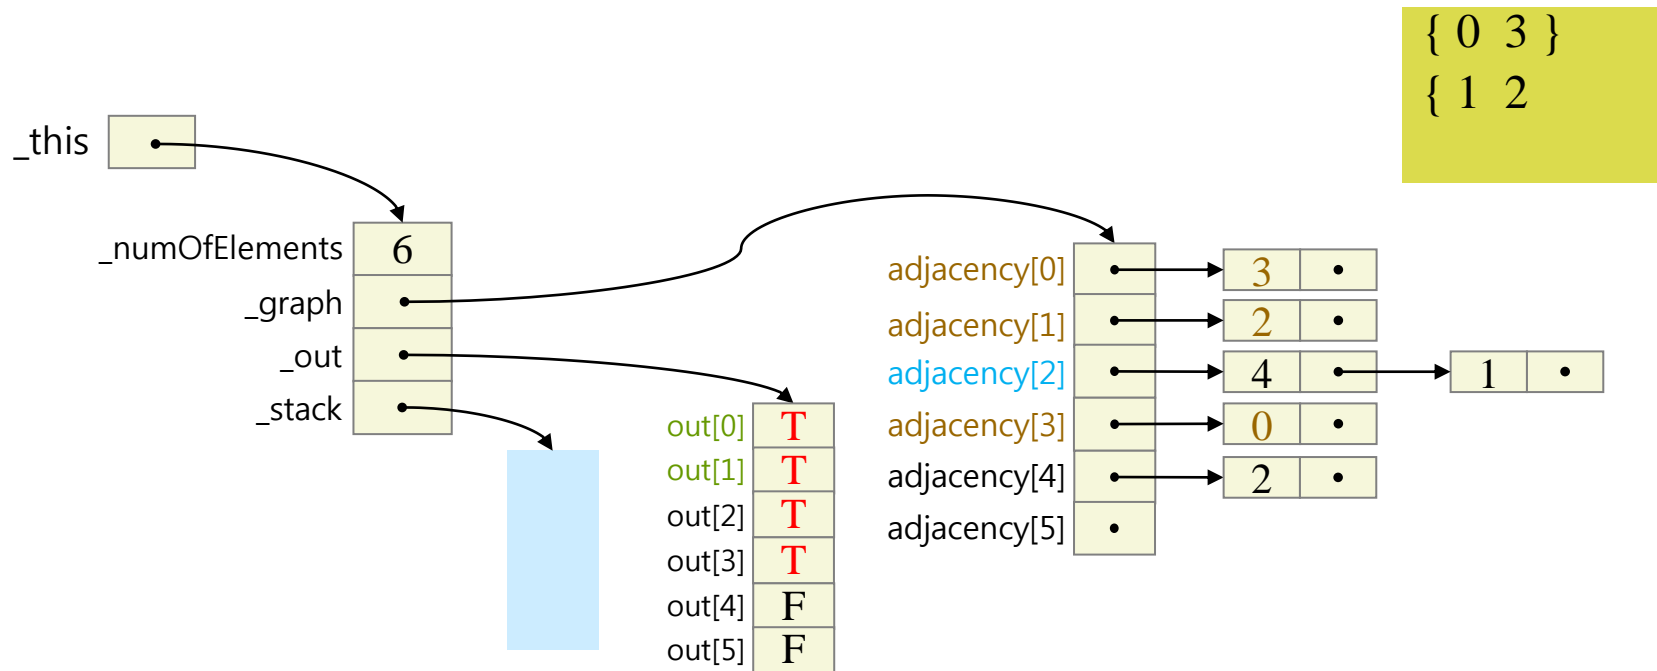 { 0 3 }
{ 1 2
_this
_numOfElements 6
_graph
_out
_stack
adjacency[0] 3
adjacency[1] 2
adjacency[2] 4 1
adjacency[3] 0
adjacency[4] 2
adjacency[5]
out[0] T
out[1] T
out[2] T
out[3] T
out[4] F
out[5] F